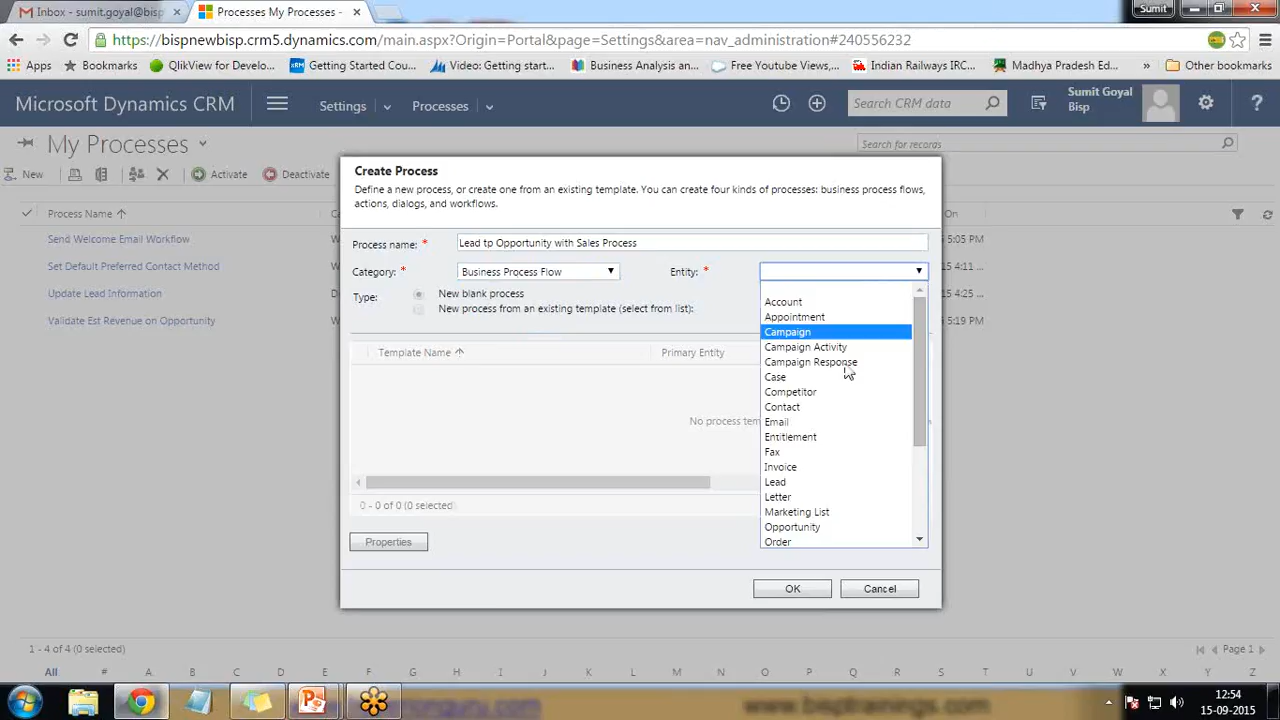 Inbox - sumit.goyal@bisp
Processes My Processes -
Sumit
https://bispnewbisp.crm5.dynamics.com/main.aspx?Origin=Portal&page=Settings&area=nav_administration#240556232
Apps Bookmarks QlikView for Develo... Getting Started Cou... Video: Getting start... Business Analysis an... Free Youtube Views,... Indian Railways IRC... Madhya Pradesh Ed... » Other bookmarks
Microsoft Dynamics CRM Settings Processes Search CRM data Sumit Goyal
Bisp
My Processes Search for records
New Activate Deactivate
Process Name On
Send Welcome Email Workflow W 5 5:05 PM
Set Default Preferred Contact Method W 5 4:11 ...
Update Lead Information W 5 4:25 ...
Validate Est Revenue on Opportunity W 5 5:19 PM
Create Process
Define a new process, or create one from an existing template. You can create four kinds of processes: business process flows,
actions, dialogs, and workflows.
Process name: * Lead tp Opportunity with Sales Process
Category: * Business Process Flow Entity: *
Type: New blank process
New process from an existing template (select from list):
Template Name Primary Entity
No process tem
0 - 0 of 0 (0 selected)
Properties
Account
Appointment
Campaign
Campaign Activity
Campaign Response
Case
Competitor
Contact
Email
Entitlement
Fax
Invoice
Lead
Letter
Marketing List
Opportunity
Order
OK Cancel
1 - 4 of 4 (0 selected) Page 1
All # A B C D E F G H I J K L M N O P Q R S T U V W X Y Z
12:54
15-09-2015